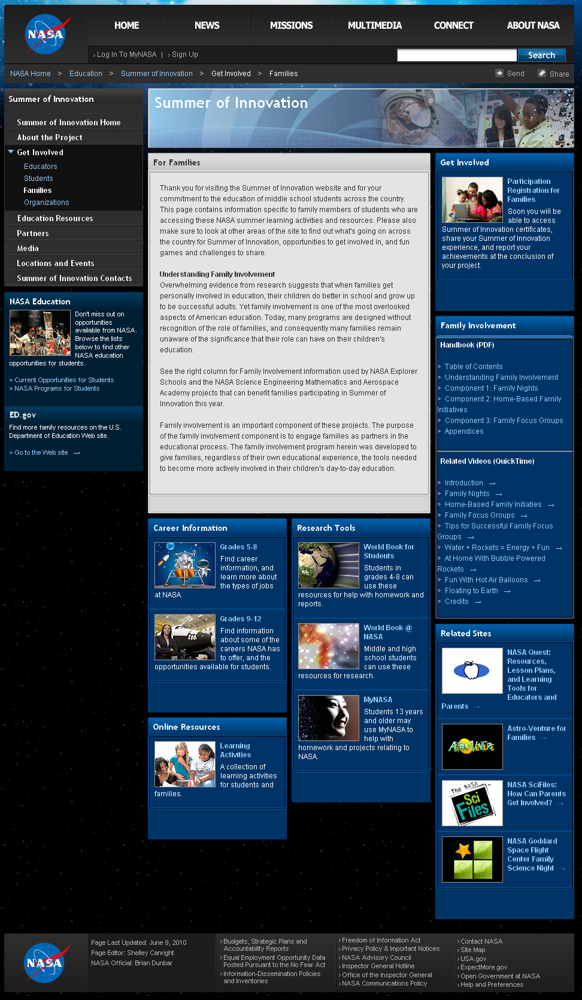 NASA
HOME
NEWS
MISSIONS
MULTIMEDIA
CONNECT
ABOUT NASA
› Log In To MyNASA | › Sign Up
Search
NASA Home > Education > Summer of Innovation > Get Involved > Families
Send
Share
Summer of Innovation
Summer of Innovation Home
About the Project
Get Involved
Educators
Students
Families
Organizations
Education Resources
Partners
Media
Locations and Events
Summer of Innovation Contacts
NASA Education
Don't miss out on
opportunities
available from NASA.
Browse the lists
below to find other
NASA education
opportunities for students.
> Current Opportunities for Students
> NASA Programs for Students
ED.gov
Find more family resources on the U.S.
Department of Education Web site.
> Go to the Web site →
Summer of Innovation
For Families
Thank you for visiting the Summer of Innovation website and for your
commitment to the education of middle school students across the country.
This page contains information specific to family members of students who are
accessing these NASA summer learning activities and resources. Please also
make sure to look at other areas of the site to find out what's going on across
the country for Summer of Innovation, opportunities to get involved in, and fun
games and challenges to share.
Understanding Family Involvement
Overwhelming evidence from research suggests that when families get
personally involved in education, their children do better in school and grow up
to be successful adults. Yet family involvement is one of the most overlooked
aspects of American education. Today, many programs are designed without
recognition of the role of families, and consequently many families remain
unaware of the significance that their role can have on their children's
education.
See the right column for Family Involvement information used by NASA Explorer
Schools and the NASA Science Engineering Mathematics and Aerospace
Academy projects that can benefit families participating in Summer of
Innovation this year.
Family involvement is an important component of these projects. The purpose
of the family involvement component is to engage families as partners in the
educational process. The family involvement program herein was developed to
give families, regardless of their own educational experience, the tools needed
to become more actively involved in their children's day-to-day education.
Career Information
Grades 5-8
Find career
information, and
learn more about
the types of jobs
at NASA.
Grades 9-12
Find information
about some of the
careers NASA has
to offer, and the
opportunities available for students.
Online Resources
Learning
Activities
A collection of
learning activities
for students and
families.
Research Tools
World Book for
Students
Students in
grades 4-8 can
use these
resources for help with homework and
reports.
World Book @
NASA
Middle and high
school students
can use these
resources for research.
MyNASA
Students 13 years
and older may
use MyNASA to
help with
homework and projects relating to
NASA.
Get Involved
Participation
Registration for
Families
Soon you will be
able to access
Summer of Innovation certificates,
share your Summer of Innovation
experience, and report your
achievements at the conclusion of
your project.
Family Involvement
Handbook (PDF)
> Table of Contents
> Understanding Family Involvement
> Component 1: Family Nights
> Component 2: Home-Based Family
Initiatives
> Component 3: Family Focus Groups
> Appendices
Related Videos (QuickTime)
> Introduction →
> Family Nights →
> Home-Based Family Initiaties →
> Family Focus Groups →
> Tips for Successful Family Focus
Groups →
> Water + Rockets = Energy + Fun →
> At Home With Bubble Powered
Rockets →
> Fun With Hot Air Balloons →
> Floating to Earth →
> Credits →
Related Sites
NASA Quest:
Resources,
Lesson Plans,
and Learning
Tools for
Educators and
Parents →
ASTROVENTURE
Astro-Venture for
Families →
The NASA
Sci
Files
NASA SciFiles:
How Can Parents
Get Involved? →
NASA Goddard
Space Flight
Center Family
Science Night →
NASA
Page Last Updated: June 9, 2010
Page Editor: Shelley Canright
NASA Official: Brian Dunbar
› Budgets, Strategic Plans and
Accountability Reports
› Equal Employment Opportunity Data
Posted Pursuant to the No Fear Act
› Information-Dissemination Policies
and Inventories
› Freedom of Information Act
› Privacy Policy & Important Notices
› NASA Advisory Council
› Inspector General Hotline
› Office of the Inspector General
› NASA Communications Policy
› Contact NASA
› Site Map
› USA.gov
› ExpectMore.gov
› Open Government at NASA
› Help and Preferences